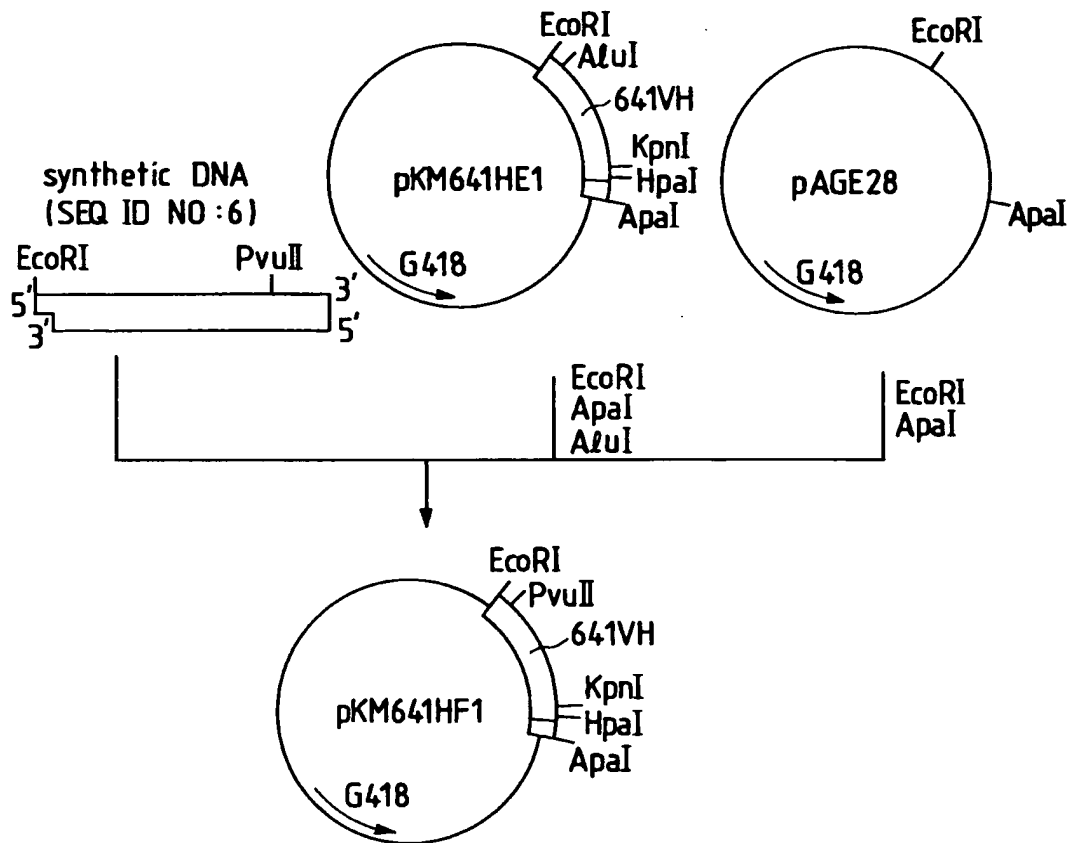 synthetic DNA
(SEQ ID NO:6)
EcoRI
PvuII
5'
3'
3'
5'
EcoRI
AluI
641VH
KpnI
HpaI
ApaI
pKM641HE1
G418
EcoRI
pAGE28
ApaI
G418
EcoRI
ApaI
AluI
EcoRI
ApaI
EcoRI
PvuII
641VH
KpnI
HpaI
ApaI
pKM641HF1
G418